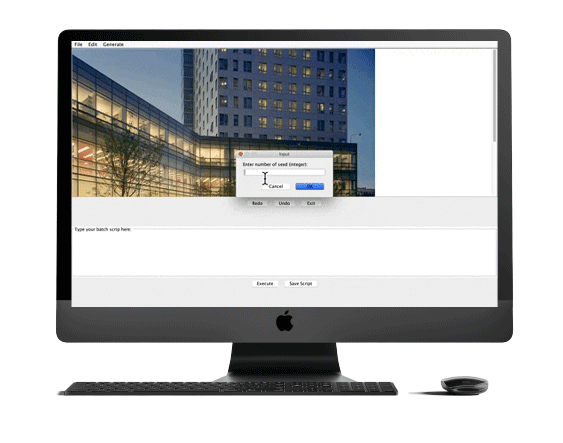 File Edit Generate
Input
Enter number of seed (integer):
Cancel OK
Redo Undo Exit
Type your batch scrip here.
Execute Save Script